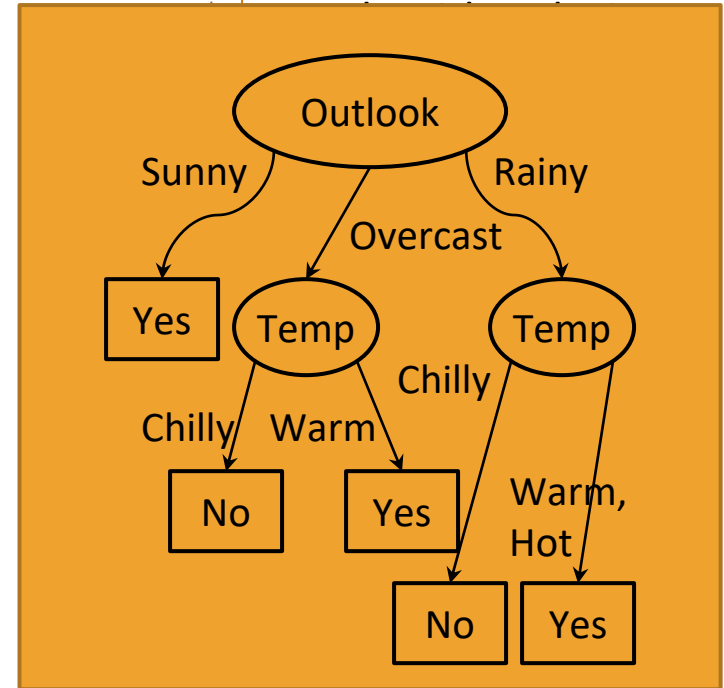 Outlook
Sunny
Rainy
Overcast
Yes
Temp
Temp
Chilly
Chilly
Warm
No
Yes
Warm,
Hot
No
Yes